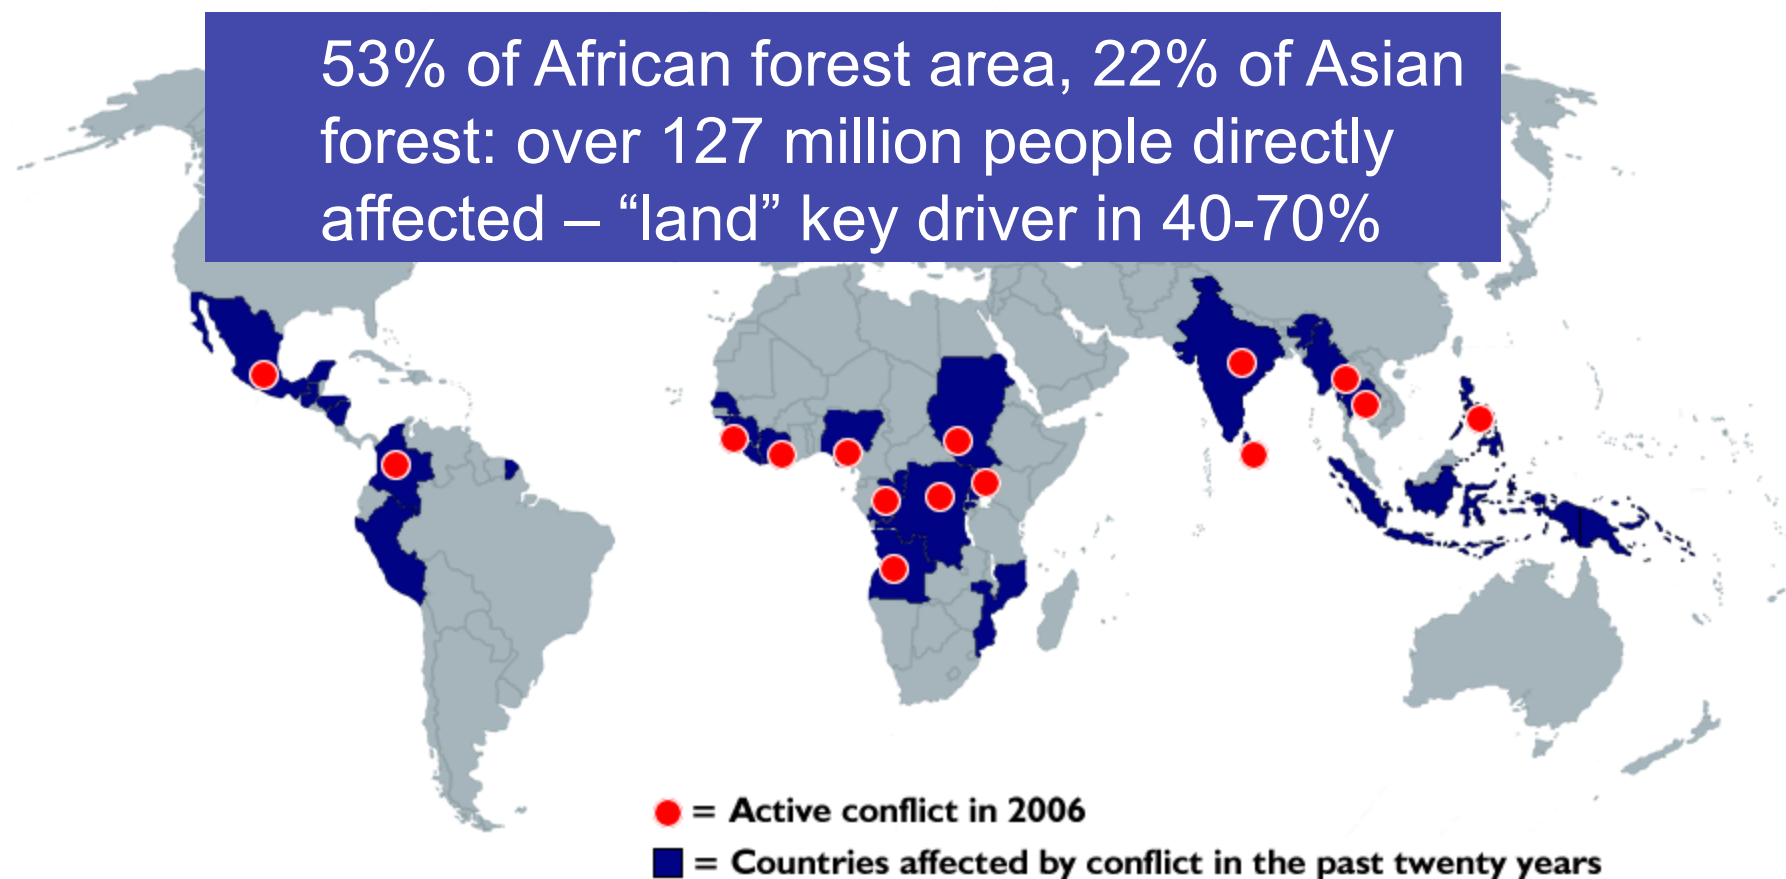 53% of African forest area, 22% of Asian
forest: over 127 million people directly
affected – “land” key driver in 40-70%
= Active conflict in 2006
= Countries affected by conflict in the past twenty years